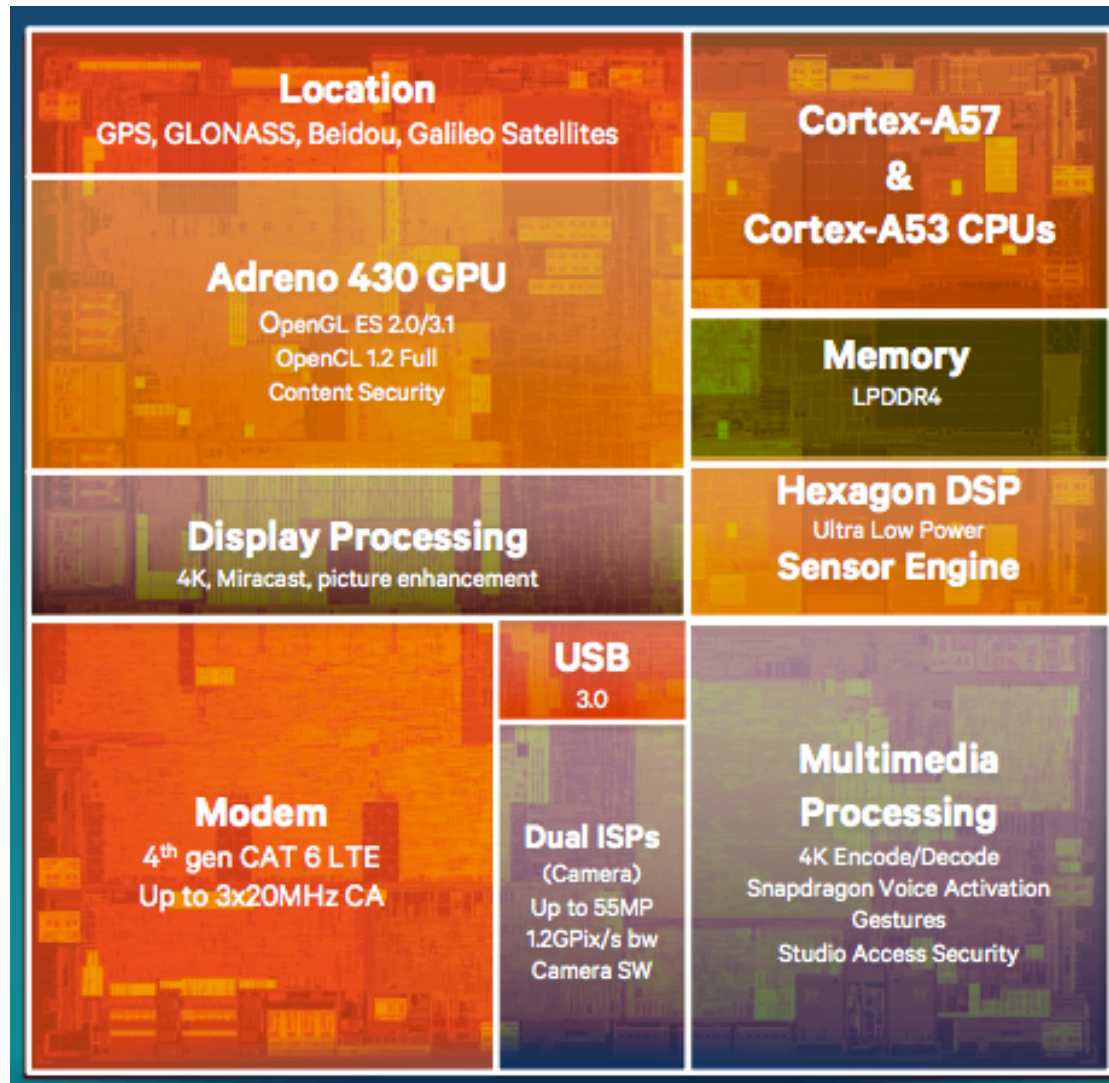 Location
GPS, GLONASS, Beidou, Galileo Satellites
Cortex-A57
&
Cortex-A53 CPUs
Adreno 430 GPU
OpenGL ES 2.0/3.1
OpenCL 1.2 Full
Content Security
Memory
LPDDR4
Display Processing
4K, Miracast, picture enhancement
Hexagon DSP
Ultra Low Power
Sensor Engine
Modem
4th gen CAT 6 LTE
Up to 3x20MHz CA
USB
3.0
Dual ISPs
(Camera)
Up to 55MP
1.2GPix/s bw
Camera SW
Multimedia
Processing
4K Encode/Decode
Snapdragon Voice Activation
Gestures
Studio Access Security